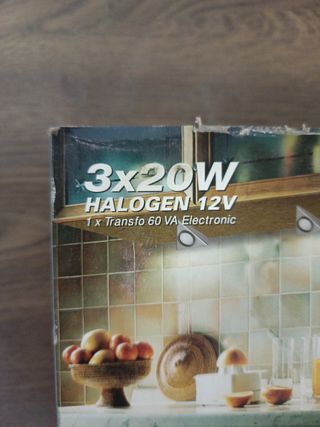 3x20W
HALOGEN 12V
1 x Transfo 60 VA Electronic